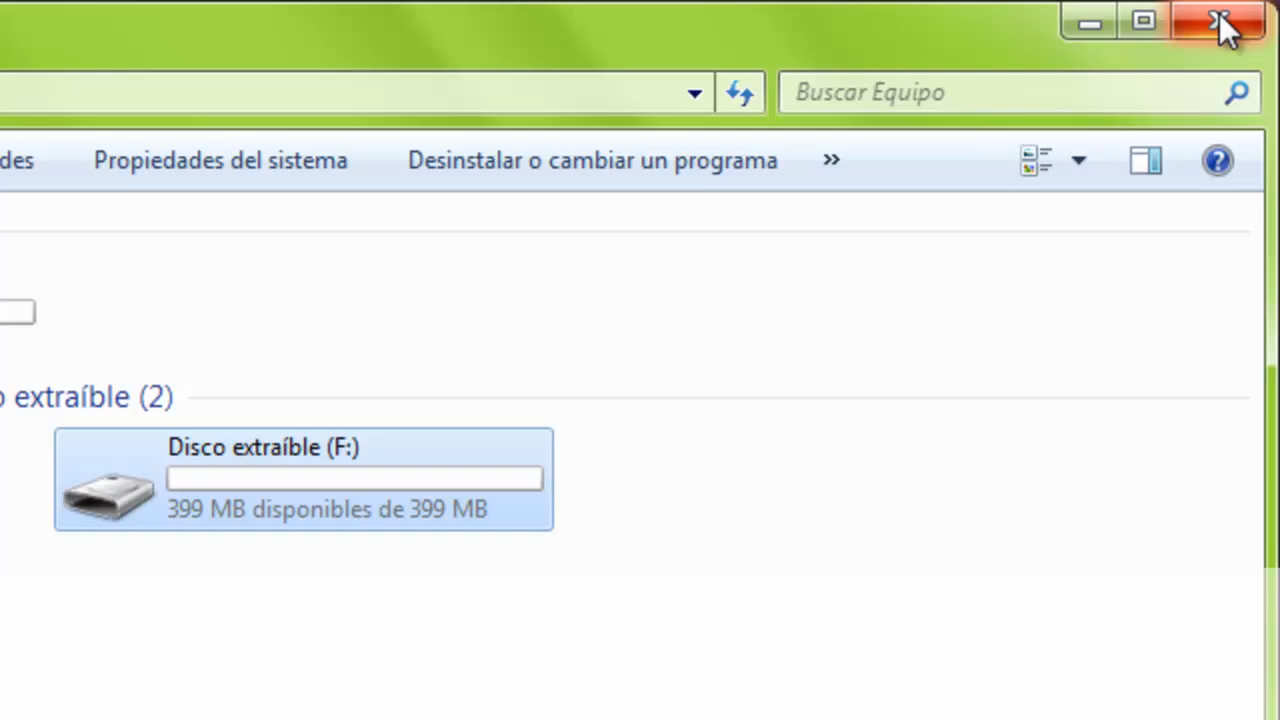 Buscar Equipo
des Propiedades del sistema Desinstalar o cambiar un programa »
o extraíble (2)
Disco extraíble (F:)
399 MB disponibles de 399 MB